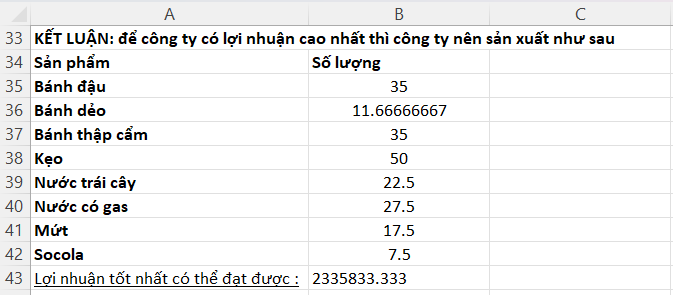 A B C
33 KẾT LUẬN: để công ty có lợi nhuận cao nhất thì công ty nên sản xuất như sau
34 Sản phẩm Số lượng
35 Bánh đậu 35
36 Bánh dẻo 11.66666667
37 Bánh thập cẩm 35
38 Kẹo 50
39 Nước trái cây 22.5
40 Nước có gas 27.5
41 Mứt 17.5
42 Socola 7.5
43 Lợi nhuận tốt nhất có thể đạt được : 2335833.333